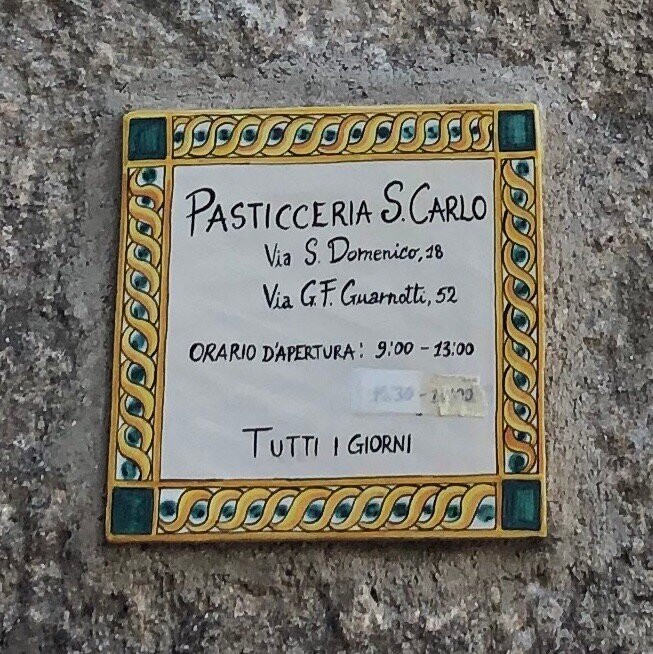 PASTICCERIA S. CARLO
Via S. Domenico, 18
Via G.F. Guarnotti, 52
ORARIO D'APERTURA: 9:00 - 13:00
TUTTI I GIORNI